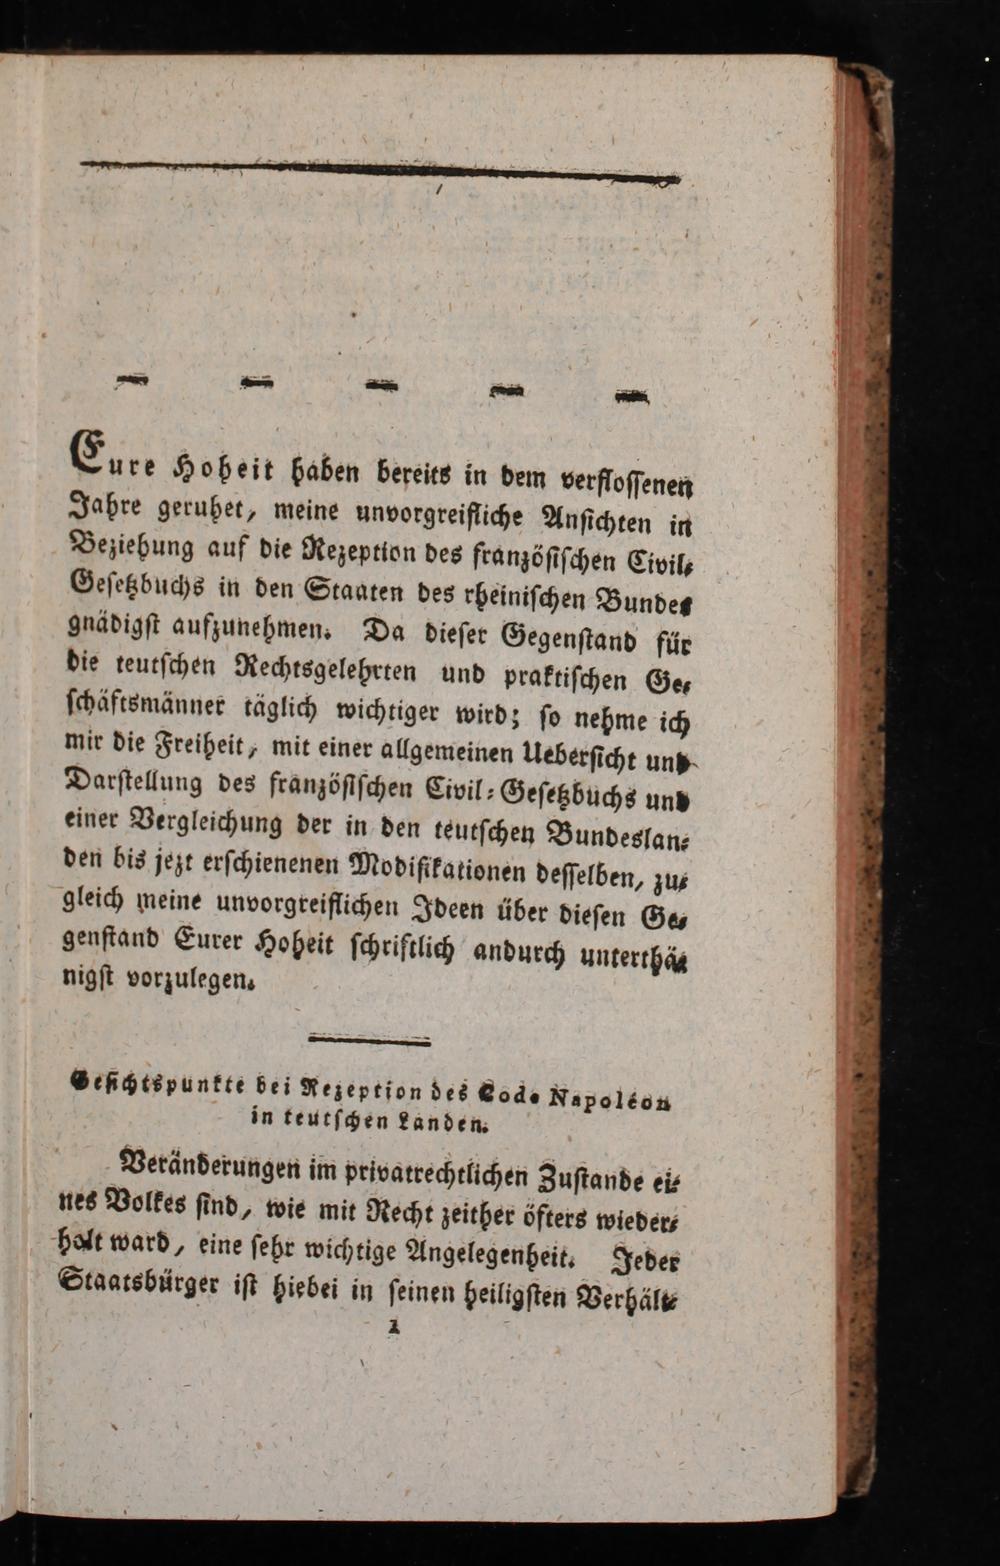 — — — — —
Eure Hoheit haben bereits in dem verfloſſenen
Jahre geruhet, meine unvorgreifliche Anſichten in
Beziehung auf die Rezeption des franzöſiſchen Civil⸗
Geſetzbuchs in den Staaten des rheiniſchen Bundes
gnädigſt aufzunehmen. Da dieſer Gegenſtand für
die teutſchen Rechtsgelehrten und praktiſchen Ge⸗
ſchäftsmänner täglich wichtiger wird; ſo nehme ich
mir die Freiheit, mit einer allgemeinen Ueberſicht und
Darſtellung des franzöſiſchen Civil⸗Geſetzbuchs und
einer Vergleichung der in den teutſchen Bundeslan⸗
den bis jezt erſchienenen Modifikationen deſſelben, zu⸗
gleich meine unvorgreiflichen Ideen über dieſen Ge⸗
genſtand Eurer Hoheit ſchriftlich andurch unterthä⸗
nigſt vorzulegen.
Geſichtspunkte bei Rezeption des Code Napoléon
in teutſchen Landen.
Veränderungen im privatrechtlichen Zuſtande ei⸗
nes Volkes ſind, wie mit Recht zeither öfters wieder⸗
holt ward, eine ſehr wichtige Angelegenheit. Jeder
Staatsbürger iſt hiebei in ſeinen heiligſten Verhält⸗
1